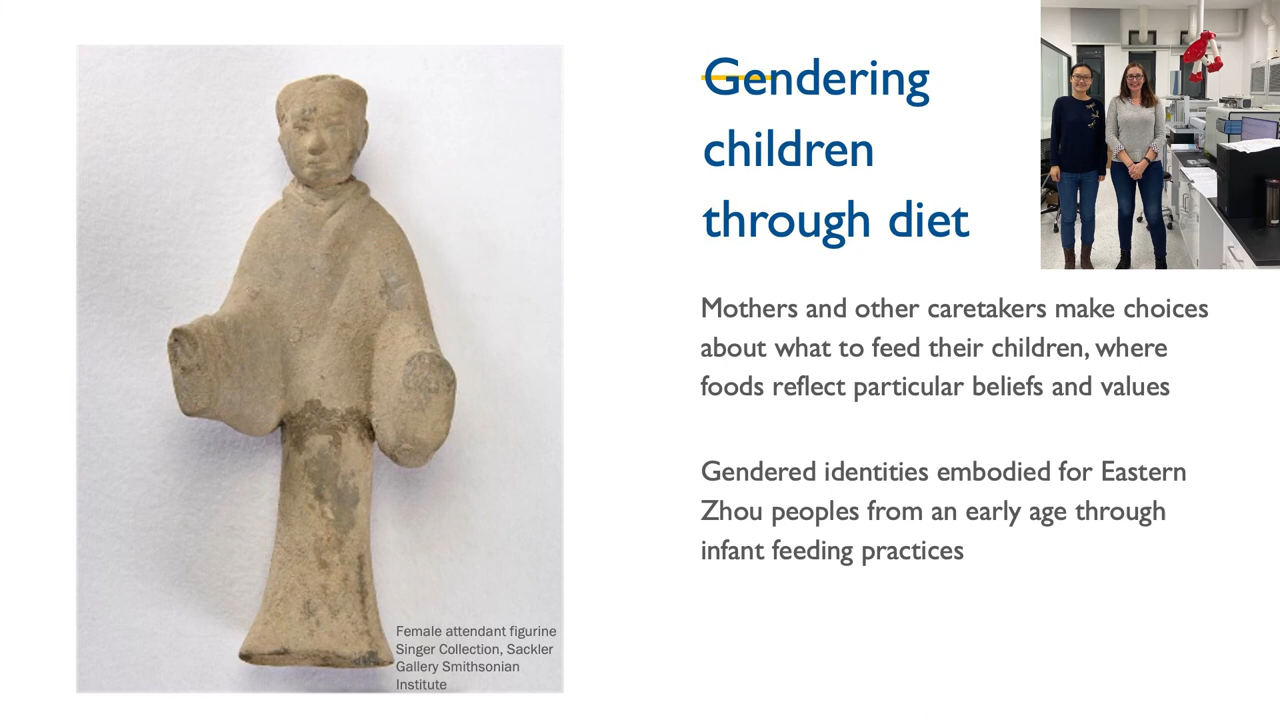 Gendering
children
through diet
Mothers and other caretakers make choices
about what to feed their children, where
foods reflect particular beliefs and values
Gendered identities embodied for Eastern
Zhou peoples from an early age through
infant feeding practices
Female attendant figurine
Singer Collection, Sackler
Gallery Smithsonian
Institute